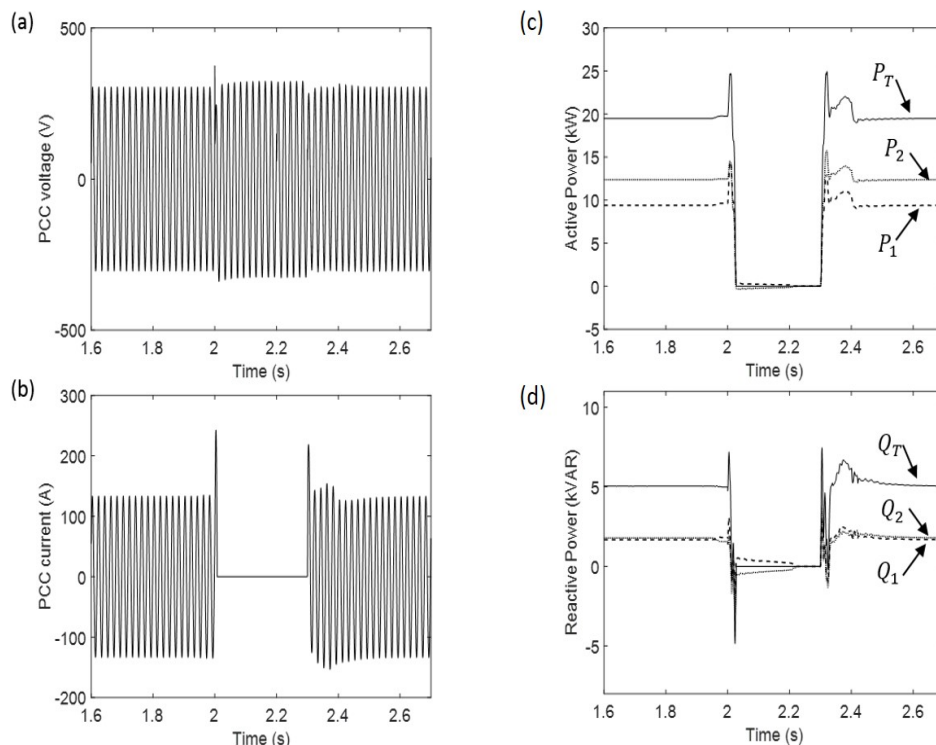 (a)
500
0
-500
PCC voltage (V)
1.6 1.8 2 2.2 2.4 2.6
Time (s)
(b)
300
200
100
0
-100
-200
PCC current (A)
1.6 1.8 2 2.2 2.4 2.6
Time (s)
(c)
30
25
20
15
10
5
0
-5
Active Power (kW)
P_T
P_2
P_1
1.6 1.8 2 2.2 2.4 2.6
Time (s)
(d)
10
5
0
-5
Reactive Power (kVAR)
Q_T
Q_2
Q_1
1.6 1.8 2 2.2 2.4 2.6
Time (s)